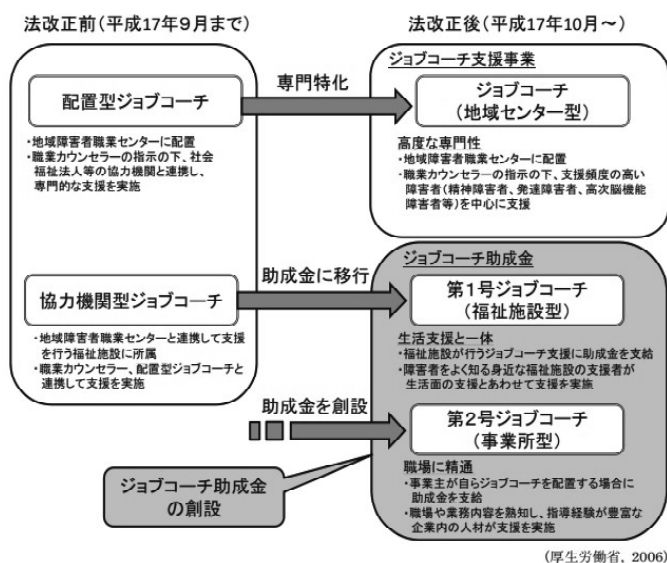 法改正前(平成17年9月まで)
配置型ジョブコーチ
・地域障害者職業センターに配置
・職業カウンセラーの指示の下、社会
福祉法人等の協力機関と連携し、
専門的な支援を実施
協力機関型ジョブコーチ
・地域障害者職業センターと連携して支援
を行う福祉施設に所属
・職業カウンセラー、配置型ジョブコーチと
連携して支援を実施
専門特化
助成金に移行
助成金を創設
ジョブコーチ助成金
の創設
法改正後(平成17年10月～)
ジョブコーチ支援事業
ジョブコーチ
(地域センター型)
高度な専門性
・地域障害者職業センターに配置
・職業カウンセラーの指示の下、支援頻度の高い
障害者(精神障害者、発達障害者、高次脳機能
障害者等)を中心に支援
ジョブコーチ助成金
第1号ジョブコーチ
(福祉施設型)
生活支援と一体
・福祉施設が行うジョブコーチ支援に助成金を支給
・障害者をよく知る身近な福祉施設の支援者が
生活面の支援とあわせて支援を実施
第2号ジョブコーチ
(事業所型)
職場に精通
・事業主が自らジョブコーチを配置する場合に
助成金を支給
・職場や業務内容を熟知し、指導経験が豊富な
企業内の人材が支援を実施
(厚生労働省, 2006)